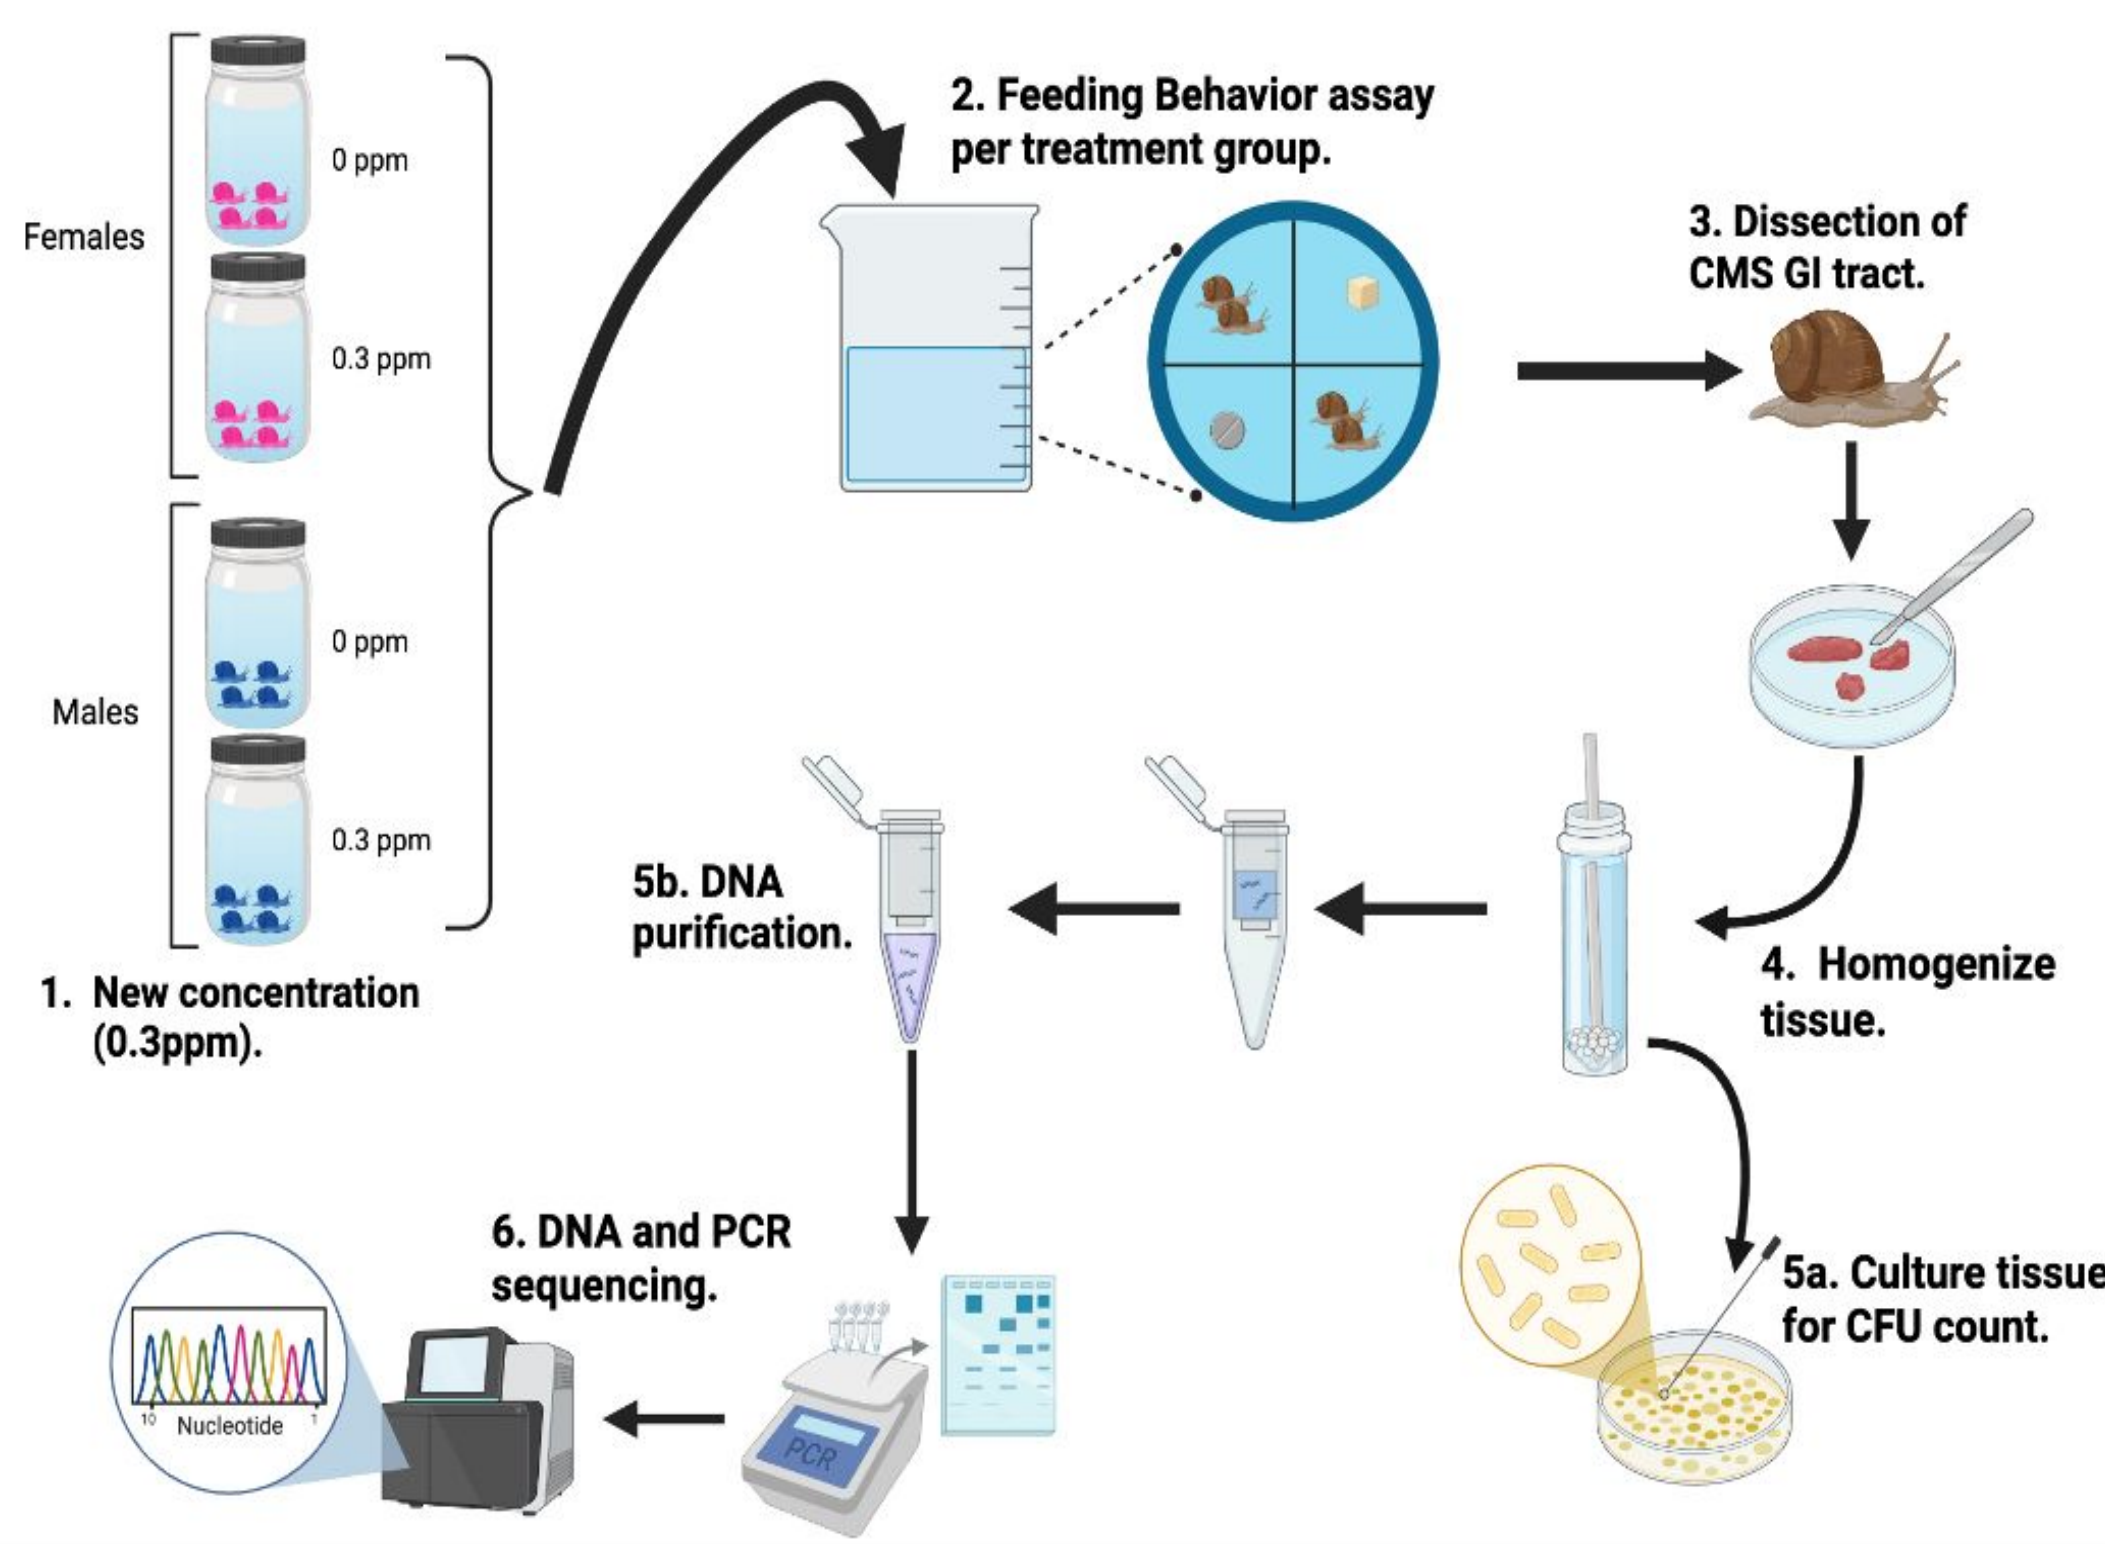 Females
0 ppm
0.3 ppm
Males
0 ppm
0.3 ppm
1. New concentration
(0.3ppm).
2. Feeding Behavior assay
per treatment group.
3. Dissection of
CMS GI tract.
4. Homogenize
tissue.
5a. Culture tissue
for CFU count.
5b. DNA
purification.
6. DNA and PCR
sequencing.
PCR
10
Nucleotide
1